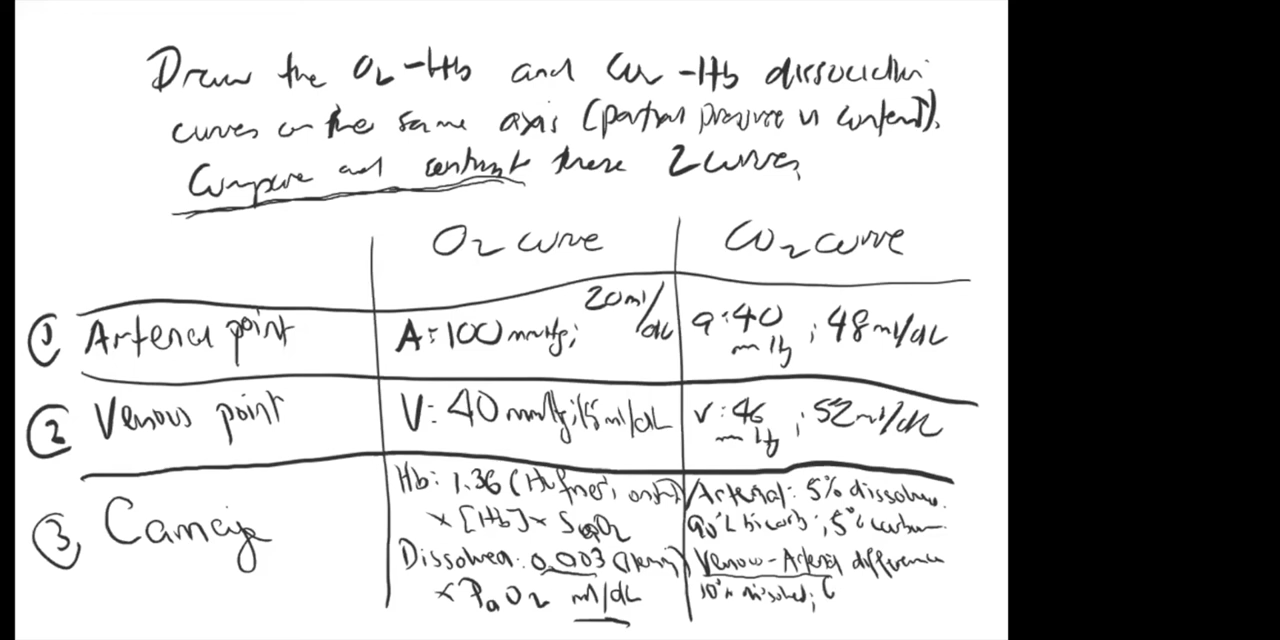 Draw the O2-Hb and CO2-Hb dissociation
curves on the same axis (partial pressure vs content).
Compare and contrast these 2 curves,
O2 curve CO2 curve
① Arterial point A: 100 mmHg; 20ml/dL a: 40 mmHg; 48ml/dL
② Venous point V: 40mmHg; 15ml/dL v: 46 mmHg; 52ml/dL
③ Carriage
Hb: 1.36 (Hufner's const)
x [Hb] x SaO2
Dissolved: 0.003 (Henry)
x PaO2 ml/dL
Arterial: 5% dissolved
90% bicarb; 5% carbam
Venous-Arterial difference
10% dissolved; 6